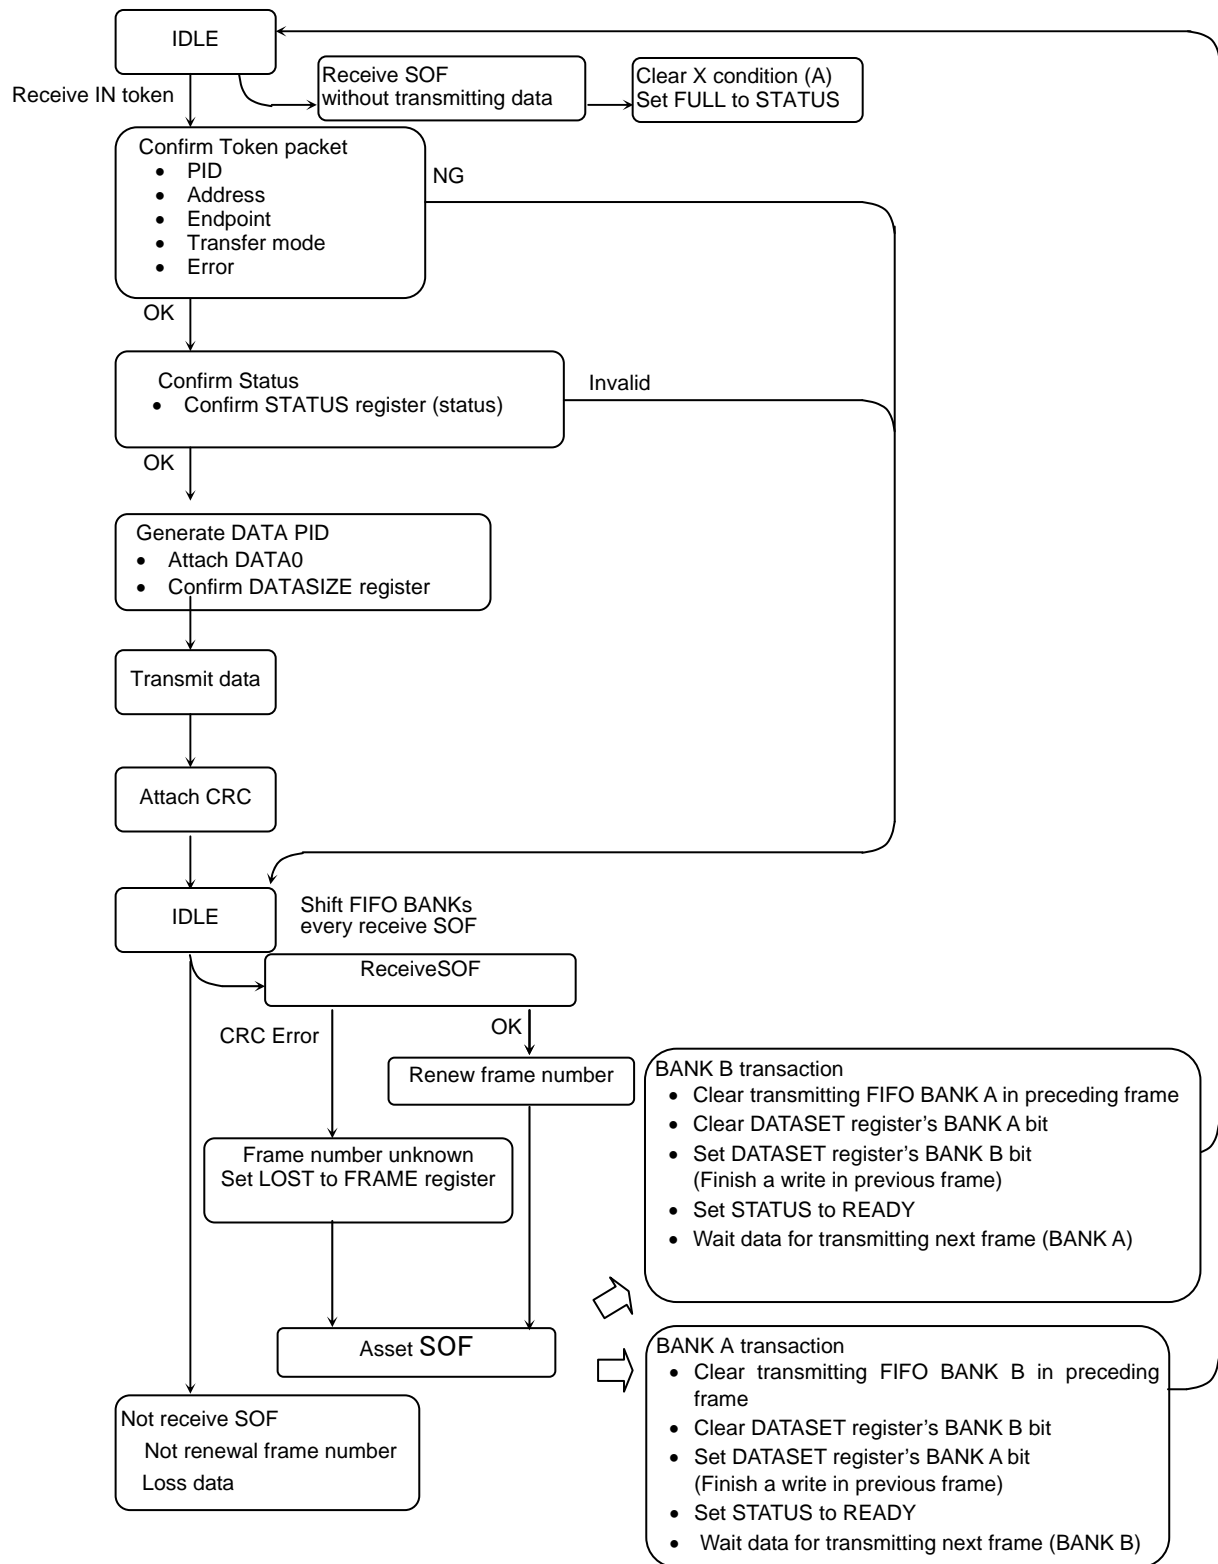 IDLE
Receive IN token
Receive SOF
without transmitting data
Clear X condition (A)
Set FULL to STATUS
Confirm Token packet
• PID
• Address
• Endpoint
• Transfer mode
• Error
NG
OK
Confirm Status
• Confirm STATUS register (status)
Invalid
OK
Generate DATA PID
• Attach DATA0
• Confirm DATASIZE register
Transmit data
Attach CRC
IDLE
Shift FIFO BANKs
every receive SOF
ReceiveSOF
CRC Error
OK
Renew frame number
Frame number unknown
Set LOST to FRAME register
Asset SOF
Not receive SOF
Not renewal frame number
Loss data
BANK B transaction
• Clear transmitting FIFO BANK A in preceding frame
• Clear DATASET register's BANK A bit
• Set DATASET register's BANK B bit
(Finish a write in previous frame)
• Set STATUS to READY
• Wait data for transmitting next frame (BANK A)
BANK A transaction
• Clear transmitting FIFO BANK B in preceding
frame
• Clear DATASET register's BANK B bit
• Set DATASET register's BANK A bit
(Finish a write in previous frame)
• Set STATUS to READY
• Wait data for transmitting next frame (BANK B)